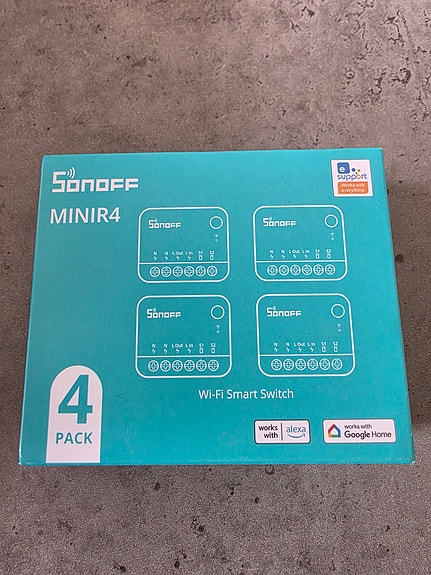 SONOFF
MINIR4
e
support
Works with
everything
SONOFF
N N L Out L In S1 S2
SONOFF
N N L Out L In S1 S2
SONOFF
N N L Out L In S1 S2
SONOFF
N N L Out L In S1 S2
Wi-Fi Smart Switch
4
PACK
works with alexa
works with
Google Home